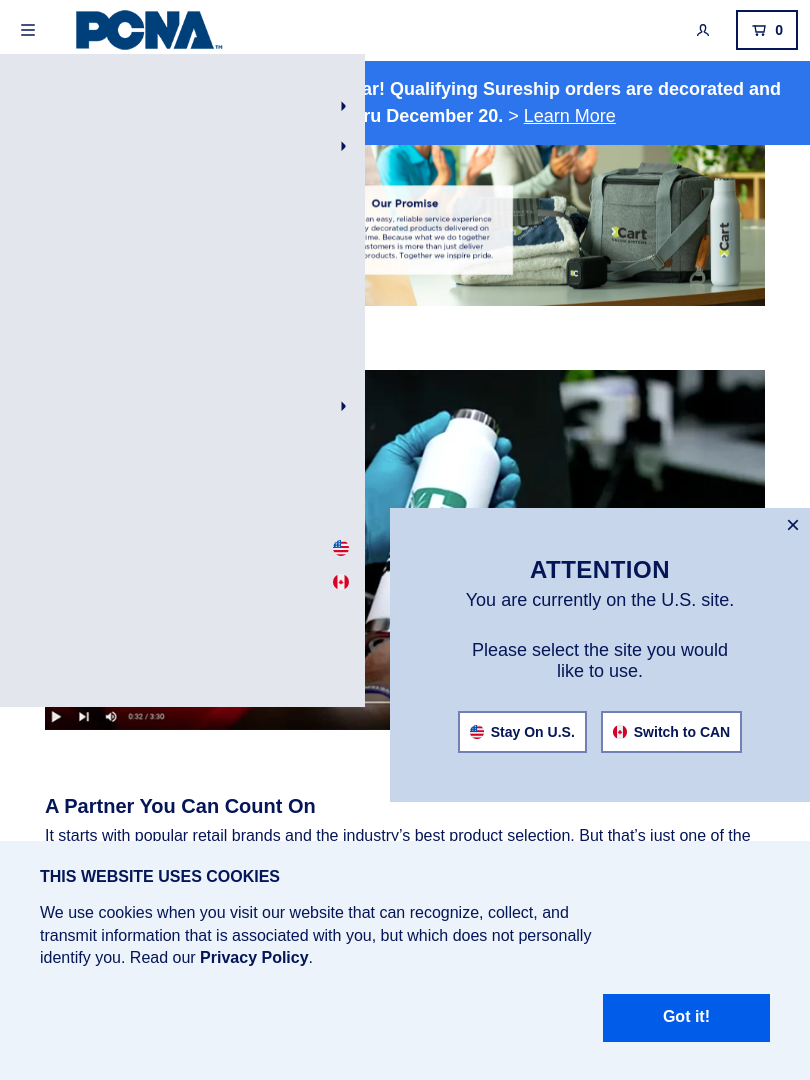 PCNA™
0
ar! Qualifying Sureship orders are decorated and
ru December 20. > Learn More
Our Promise
an easy, reliable service experience
y decorated products delivered on
ime. Because what we do together
ustomers is more than just deliver
products. Together we inspire pride.
Cart
Cart
ATTENTION
You are currently on the U.S. site.
Please select the site you would
like to use.
Stay On U.S.
Switch to CAN
0:32 / 3:30
A Partner You Can Count On
It starts with popular retail brands and the industry’s best product selection. But that’s just one of the
THIS WEBSITE USES COOKIES
We use cookies when you visit our website that can recognize, collect, and
transmit information that is associated with you, but which does not personally
identify you. Read our Privacy Policy.
Got it!